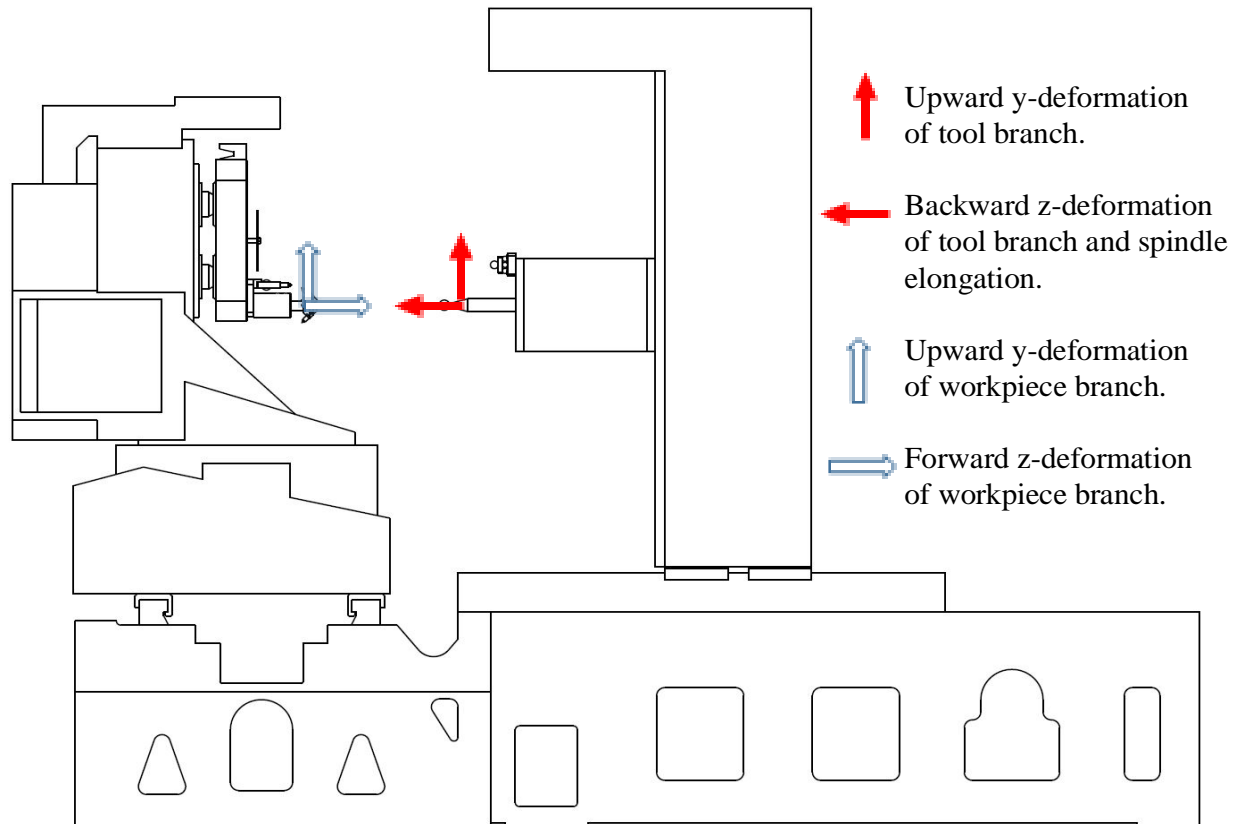 Upward y-deformation
of tool branch.
Backward z-deformation
of tool branch and spindle
elongation.
Upward y-deformation
of workpiece branch.
Forward z-deformation
of workpiece branch.